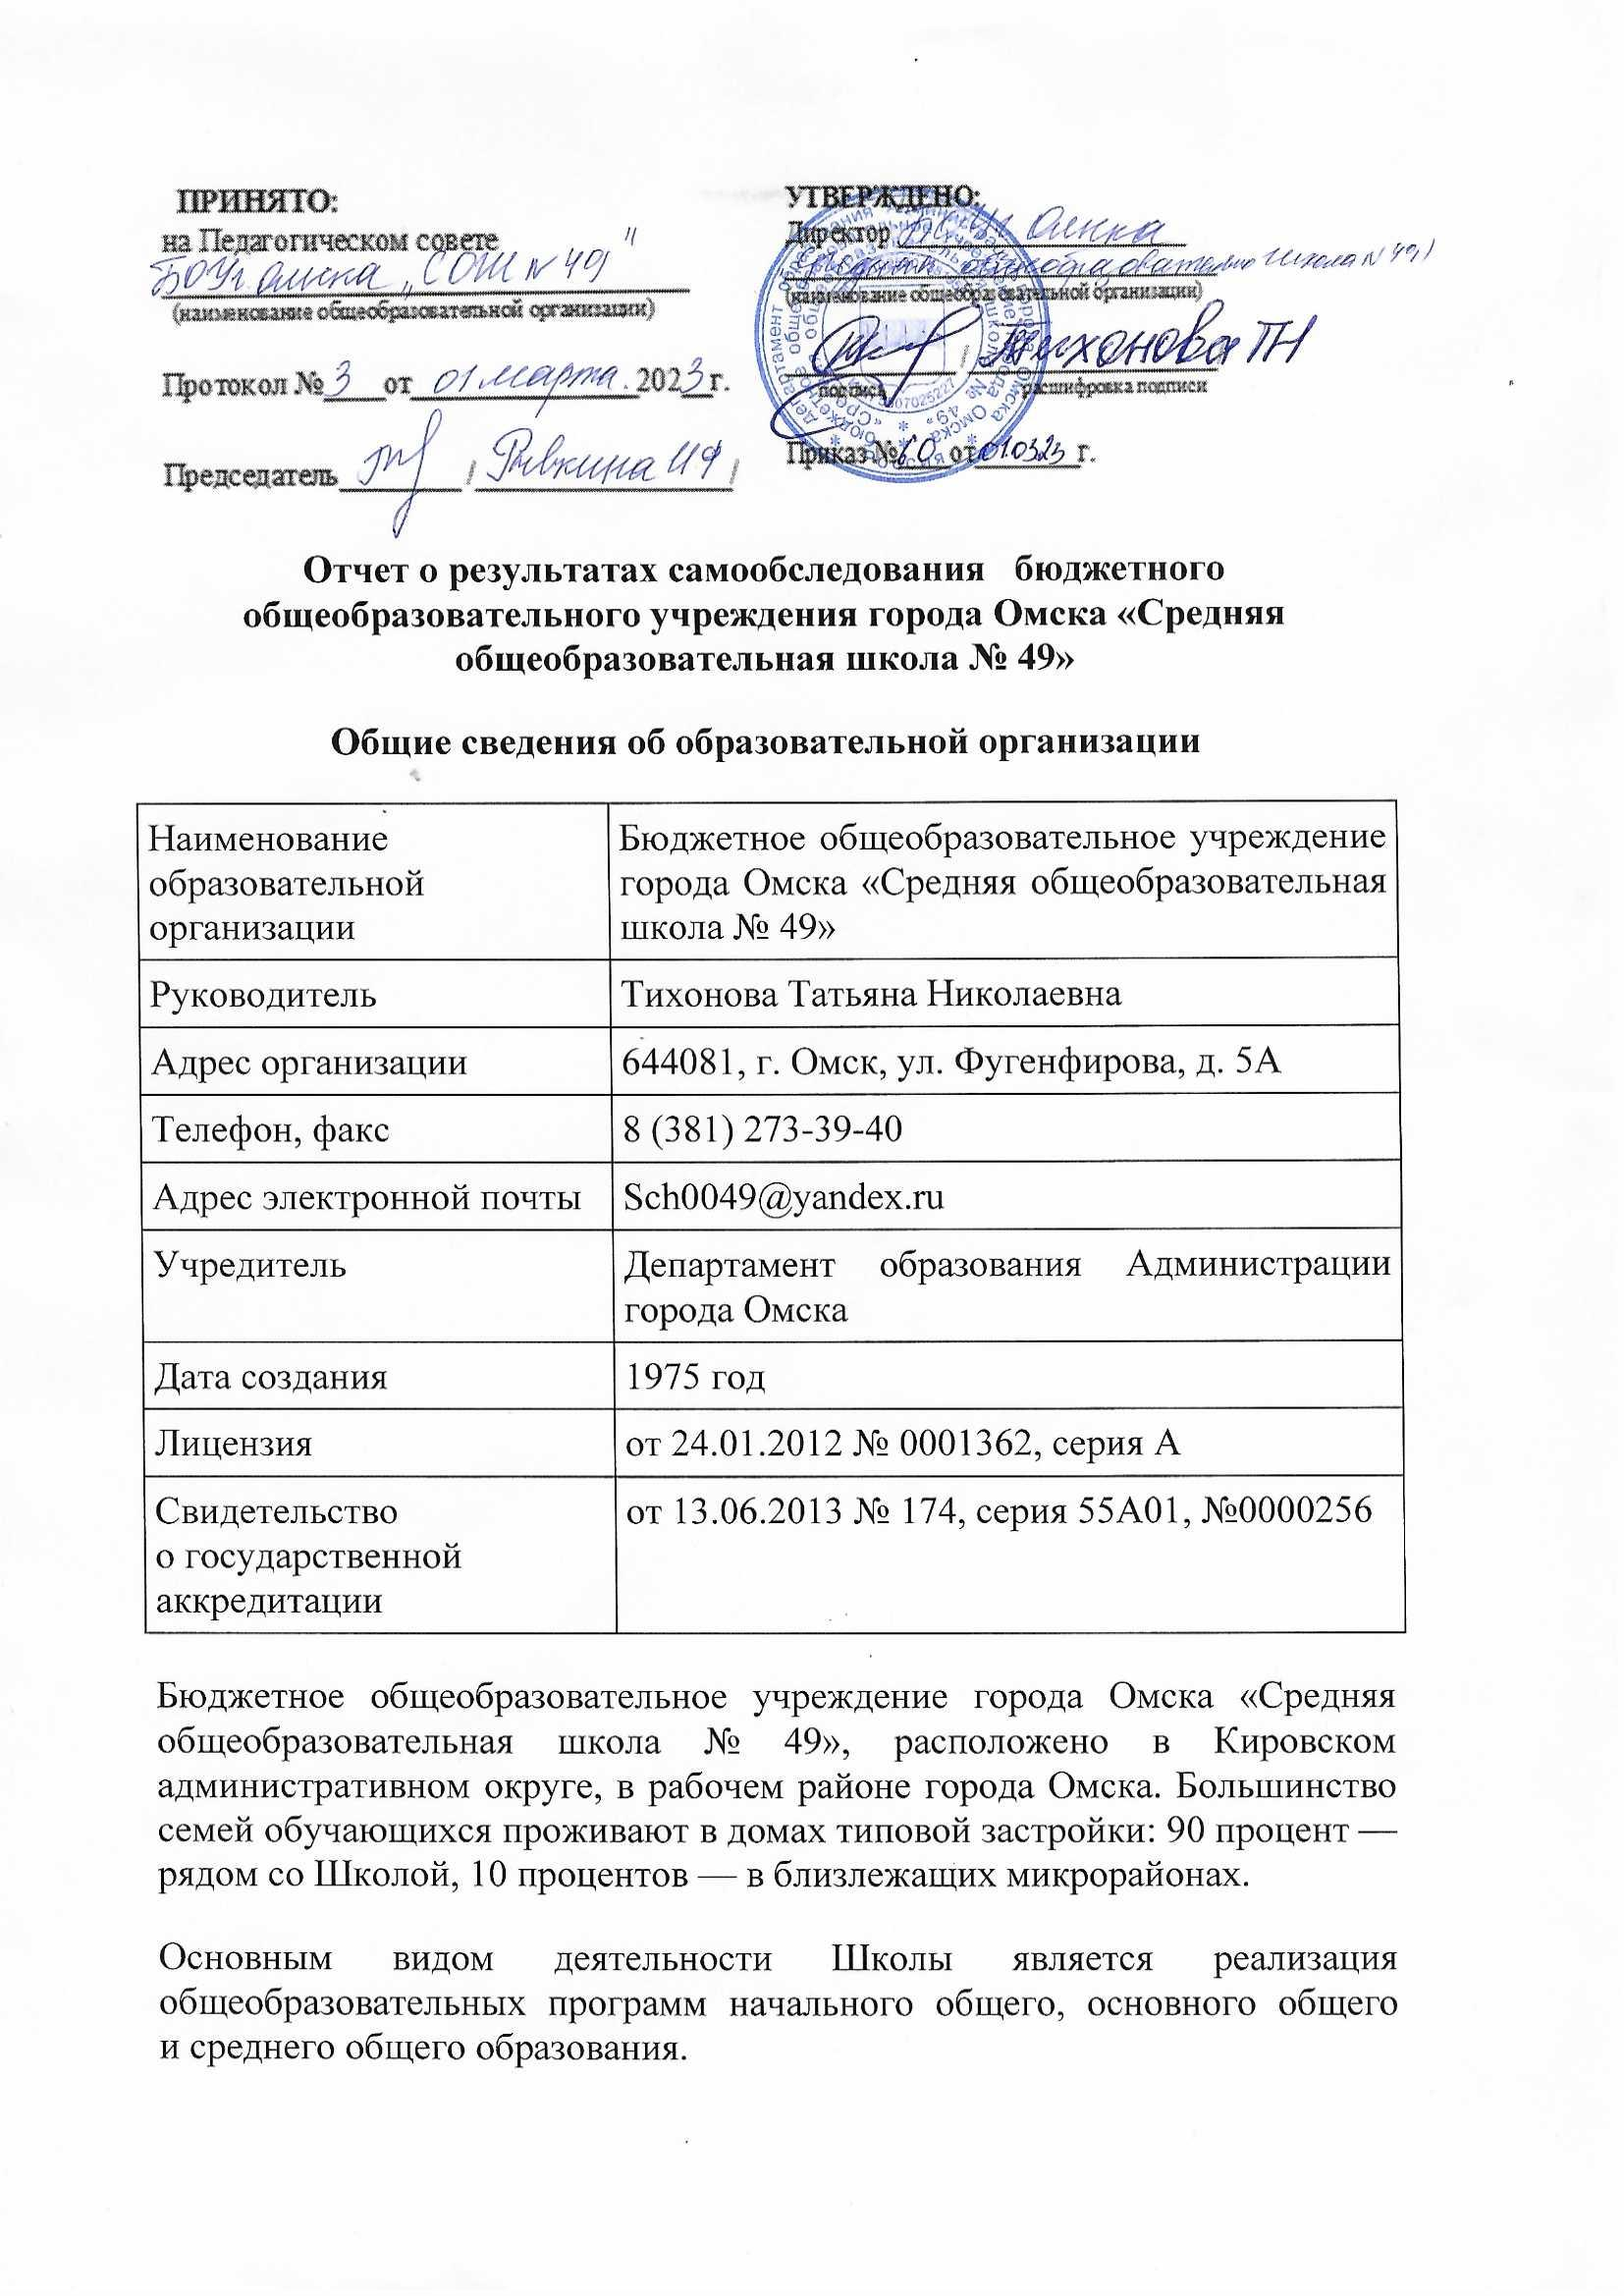 ПРИНЯТО:
на Педагогическом совете
БОУ г. Омска „СОШ № 49"
(наименование общеобразовательной организации)
Протокол № 3 от 01 марта. 2023 г.
Председатель / Ривкина И Ф /
УТВЕРЖДЕНО:
Директор БОУ г Омска
«Средняя общеобразовательная школа № 49»
(наименование общеобразовательной организации)
/ Тихонова ТН
подпись расшифровка подписи
Приказ № 60 от 01.03.23 г.
Отчет о результатах самообследования бюджетного
общеобразовательного учреждения города Омска «Средняя
общеобразовательная школа № 49»
Общие сведения об образовательной организации
Наименование
образовательной
организации
Бюджетное общеобразовательное учреждение
города Омска «Средняя общеобразовательная
школа № 49»
Руководитель
Тихонова Татьяна Николаевна
Адрес организации
644081, г. Омск, ул. Фугенфирова, д. 5А
Телефон, факс
8 (381) 273-39-40
Адрес электронной почты
Sch0049@yandex.ru
Учредитель
Департамент образования Администрации
города Омска
Дата создания
1975 год
Лицензия
от 24.01.2012 № 0001362, серия А
Свидетельство
о государственной
аккредитации
от 13.06.2013 № 174, серия 55А01, №0000256
Бюджетное общеобразовательное учреждение города Омска «Средняя
общеобразовательная школа № 49», расположено в Кировском
административном округе, в рабочем районе города Омска. Большинство
семей обучающихся проживают в домах типовой застройки: 90 процент —
рядом со Школой, 10 процентов — в близлежащих микрорайонах.
Основным видом деятельности Школы является реализация
общеобразовательных программ начального общего, основного общего
и среднего общего образования.